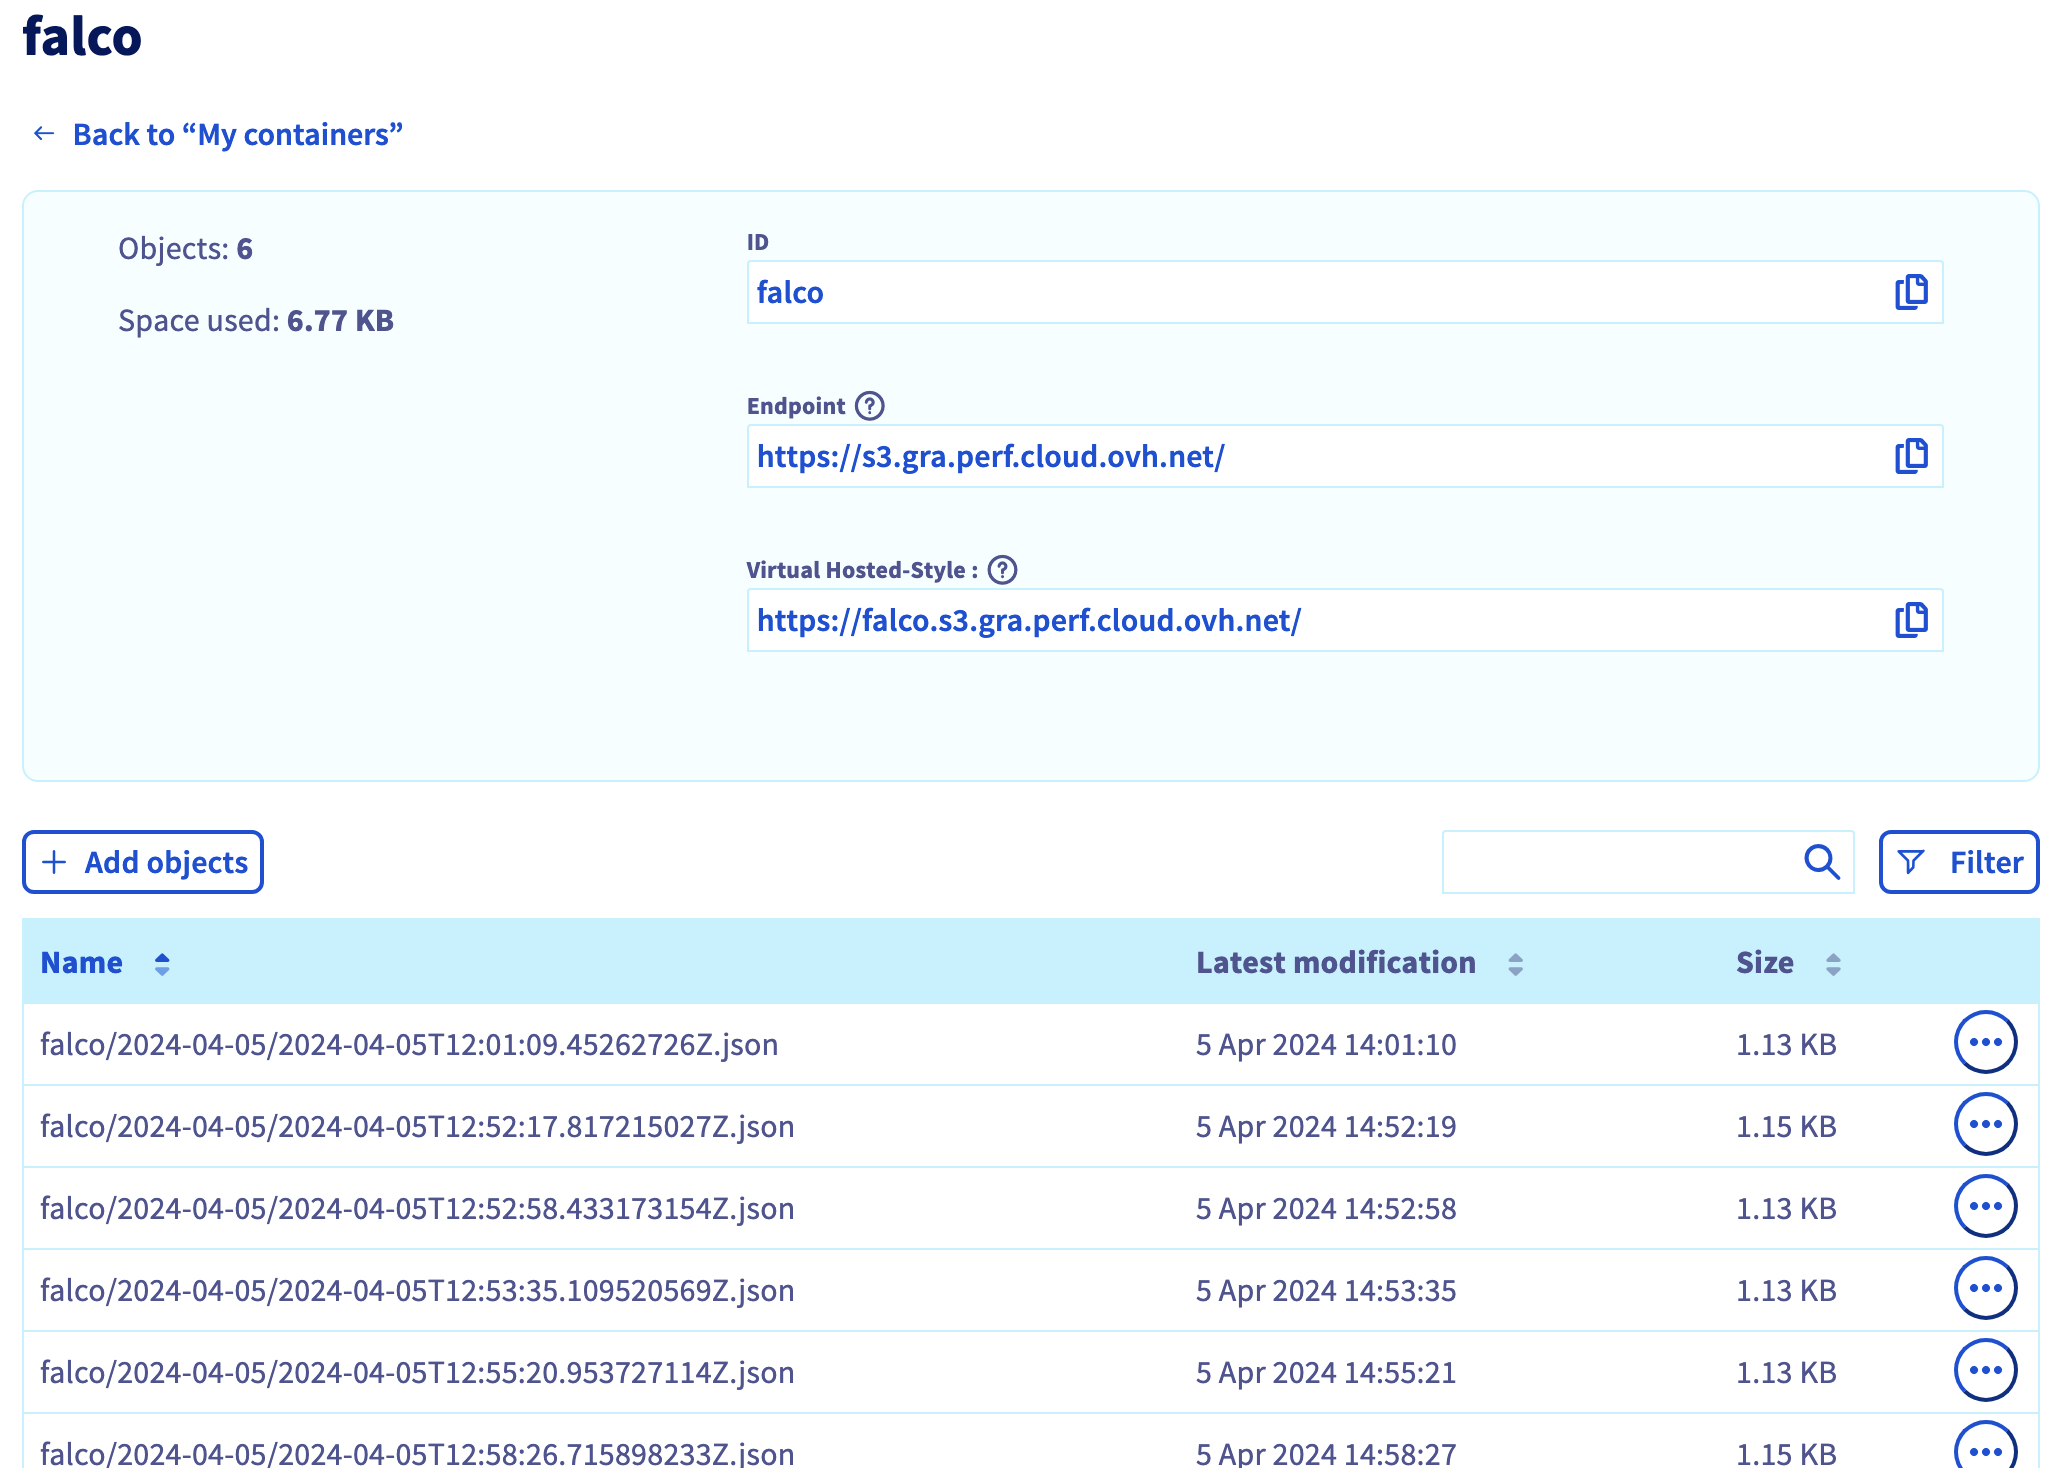 falco
← Back to “My containers”
Objects: 6
Space used: 6.77 KB
ID
falco
Endpoint ?
https://s3.gra.perf.cloud.ovh.net/
Virtual Hosted-Style : ?
https://falco.s3.gra.perf.cloud.ovh.net/
+ Add objects
Filter
Name Latest modification Size
falco/2024-04-05/2024-04-05T12:01:09.45262726Z.json 5 Apr 2024 14:01:10 1.13 KB
falco/2024-04-05/2024-04-05T12:52:17.817215027Z.json 5 Apr 2024 14:52:19 1.15 KB
falco/2024-04-05/2024-04-05T12:52:58.433173154Z.json 5 Apr 2024 14:52:58 1.13 KB
falco/2024-04-05/2024-04-05T12:53:35.109520569Z.json 5 Apr 2024 14:53:35 1.13 KB
falco/2024-04-05/2024-04-05T12:55:20.953727114Z.json 5 Apr 2024 14:55:21 1.13 KB
falco/2024-04-05/2024-04-05T12:58:26.715898233Z.json 5 Apr 2024 14:58:27 1.15 KB